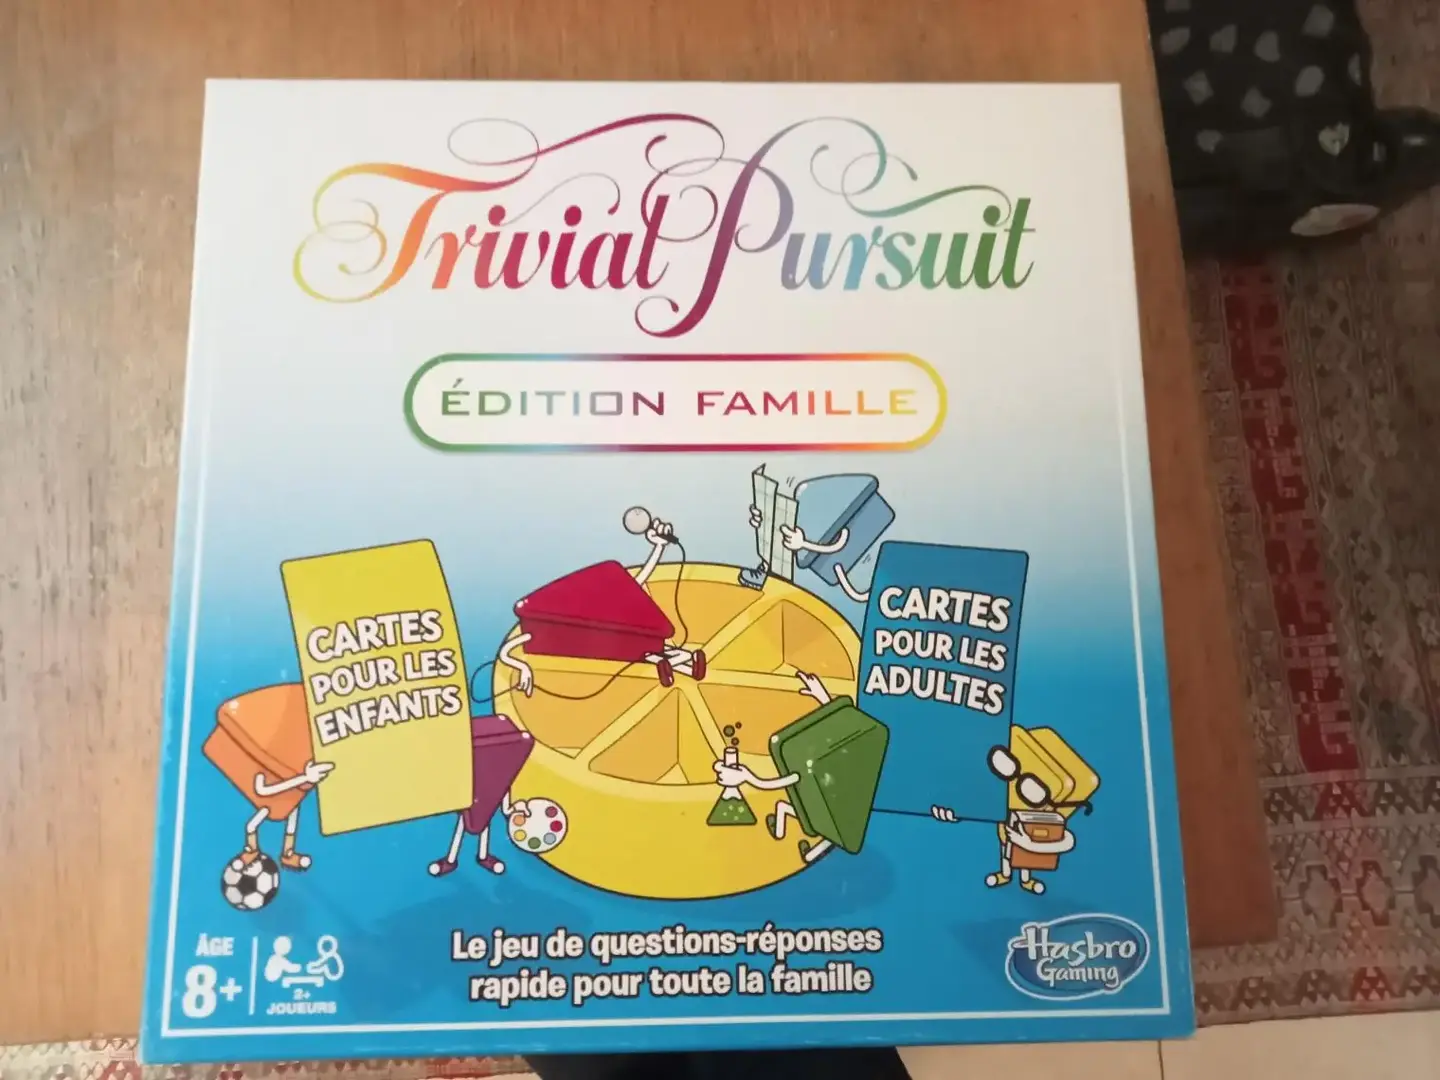 Trivial Pursuit
ÉDITION FAMILLE
CARTES
POUR LES
ENFANTS
CARTES
POUR LES
ADULTES
Le jeu de questions-réponses
rapide pour toute la famille
ÂGE
8+
2+
JOUEURS
Hasbro
Gaming